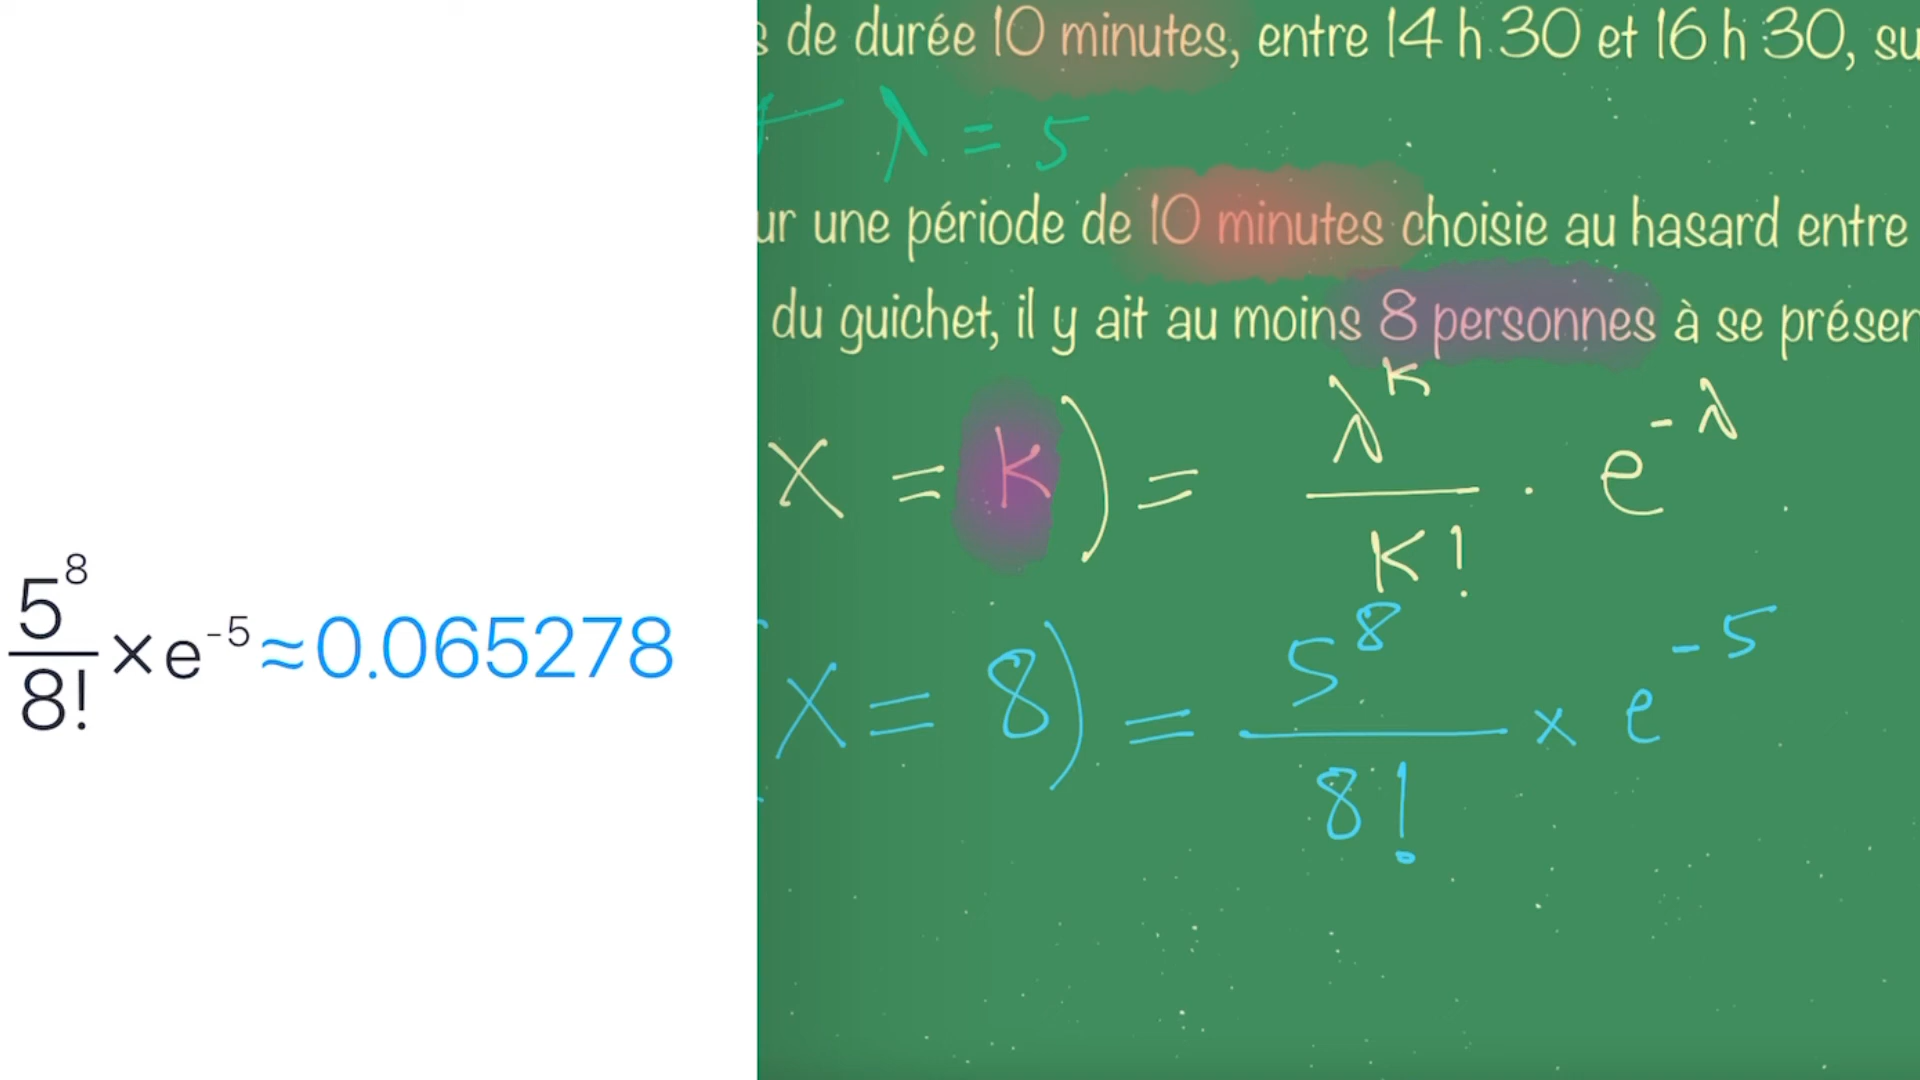 5^8/8! × e^-5 ≈ 0.065278
de durée 10 minutes, entre 14 h 30 et 16 h 30, su
λ = 5
ur une période de 10 minutes choisie au hasard entre
du guichet, il y ait au moins 8 personnes à se préser
X = k) = λ^k/k! · e^-λ
X = 8) = 5^8/8! × e^-5